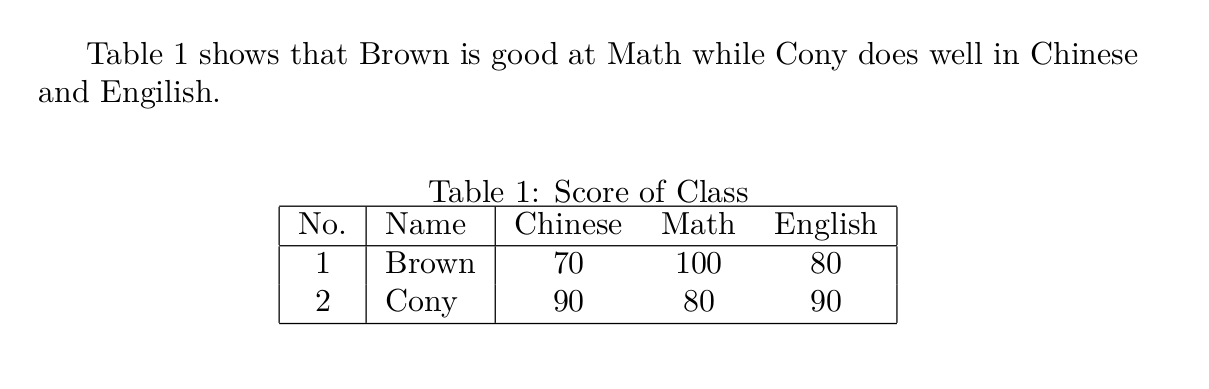 Table 1 shows that Brown is good at Math while Cony does well in Chinese
and Engilish.
Table 1: Score of Class
No. Name Chinese Math English
1 Brown 70 100 80
2 Cony 90 80 90